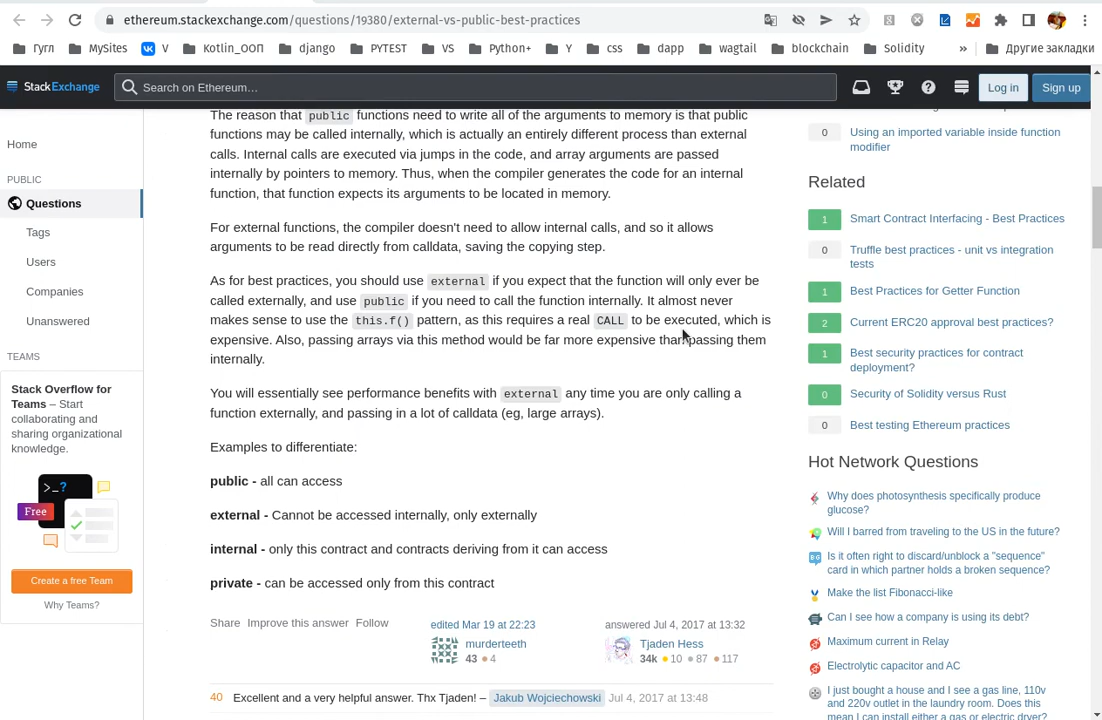 ethereum.stackexchange.com/questions/19380/external-vs-public-best-practices
Гугл
MySites
V
Kotlin_ООП
django
PYTEST
VS
Python+
Y
css
dapp
wagtail
blockchain
Solidity
»
Другие закладки
StackExchange
Search on Ethereum…
Log in
Sign up
Home
PUBLIC
Questions
Tags
Users
Companies
Unanswered
TEAMS
Stack Overflow for
Teams – Start
collaborating and
sharing organizational
knowledge.
>_?
Free
Create a free Team
Why Teams?
The reason that public functions need to write all of the arguments to memory is that public
functions may be called internally, which is actually an entirely different process than external
calls. Internal calls are executed via jumps in the code, and array arguments are passed
internally by pointers to memory. Thus, when the compiler generates the code for an internal
function, that function expects its arguments to be located in memory.
For external functions, the compiler doesn't need to allow internal calls, and so it allows
arguments to be read directly from calldata, saving the copying step.
As for best practices, you should use external if you expect that the function will only ever be
called externally, and use public if you need to call the function internally. It almost never
makes sense to use the this.f() pattern, as this requires a real CALL to be executed, which is
expensive. Also, passing arrays via this method would be far more expensive than passing them
internally.
You will essentially see performance benefits with external any time you are only calling a
function externally, and passing in a lot of calldata (eg, large arrays).
Examples to differentiate:
public - all can access
external - Cannot be accessed internally, only externally
internal - only this contract and contracts deriving from it can access
private - can be accessed only from this contract
Share Improve this answer Follow
edited Mar 19 at 22:23
murderteeth
43 4
answered Jul 4, 2017 at 13:32
Tjaden Hess
34k 10 87 117
40 Excellent and a very helpful answer. Thx Tjaden! – Jakub Wojciechowski Jul 4, 2017 at 13:48
0 Using an imported variable inside function
modifier
Related
1 Smart Contract Interfacing - Best Practices
0 Truffle best practices - unit vs integration
tests
1 Best Practices for Getter Function
2 Current ERC20 approval best practices?
1 Best security practices for contract
deployment?
0 Security of Solidity versus Rust
0 Best testing Ethereum practices
Hot Network Questions
Why does photosynthesis specifically produce
glucose?
Will I barred from traveling to the US in the future?
Is it often right to discard/unblock a "sequence"
card in which partner holds a broken sequence?
Make the list Fibonacci-like
Can I see how a company is using its debt?
Maximum current in Relay
Electrolytic capacitor and AC
I just bought a house and I see a gas line, 110v
and 220v outlet in the laundry room. Does this
mean I can install either a gas or electric dryer?